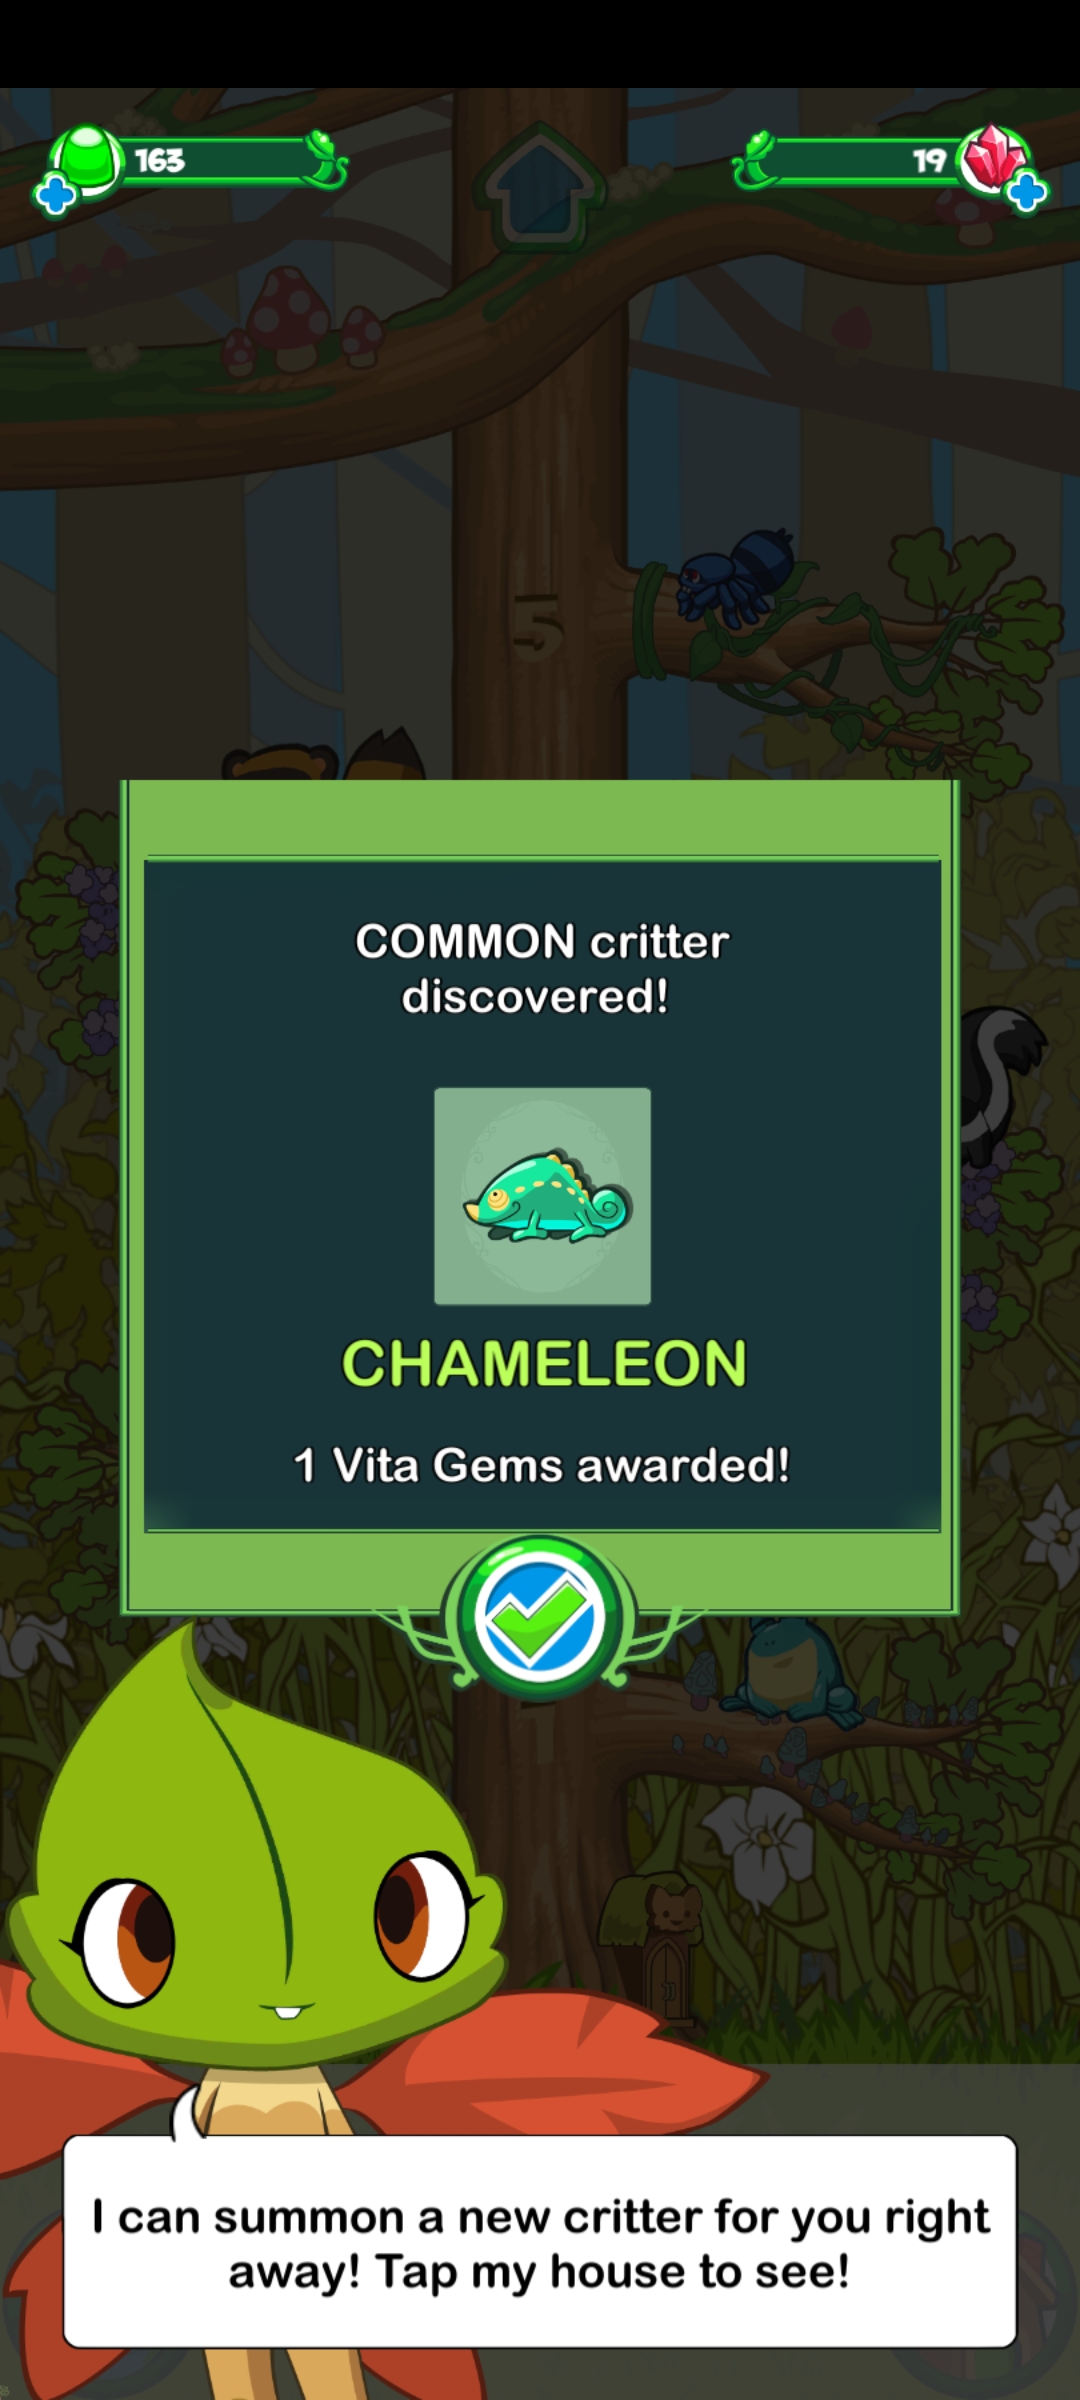 163
19
5
COMMON critter
discovered!
CHAMELEON
1 Vita Gems awarded!
1
I can summon a new critter for you right
away! Tap my house to see!